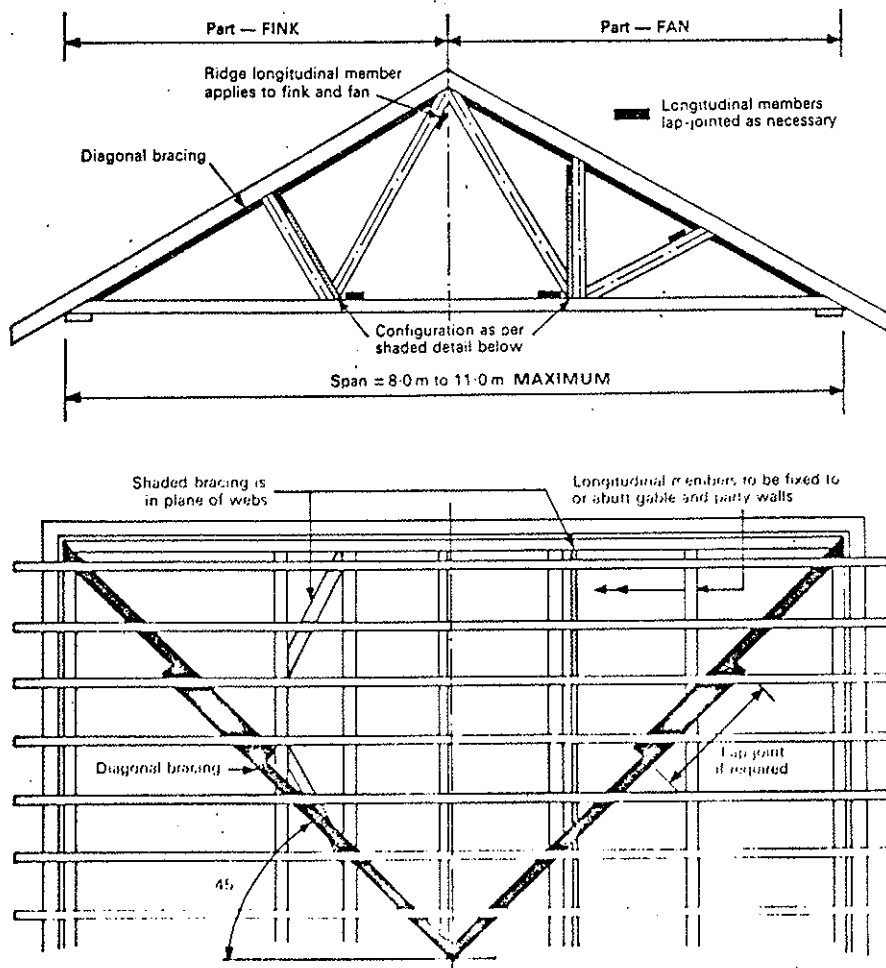 Part — FINK
Part — FAN
Ridge longitudinal member
applies to fink and fan
Longitudinal members
lap-jointed as necessary
Diagonal bracing
Configuration as per
shaded detail below
Span = 8·0m to 11·0m MAXIMUM
Shaded bracing is
in plane of webs
Longitudinal members to be fixed to
or abutt gable and party walls
Diagonal bracing
Lap joint
if required
45